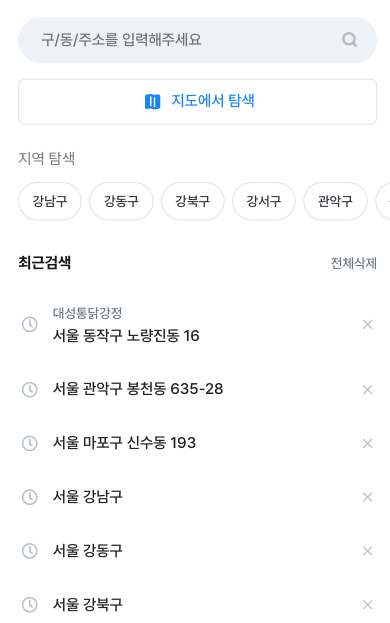 구/동/주소를 입력해주세요
지도에서 탐색
지역 탐색
강남구 강동구 강북구 강서구 관악구
최근검색 전체삭제
대성통닭강정
서울 동작구 노량진동 16
서울 관악구 봉천동 635-28
서울 마포구 신수동 193
서울 강남구
서울 강동구
서울 강북구